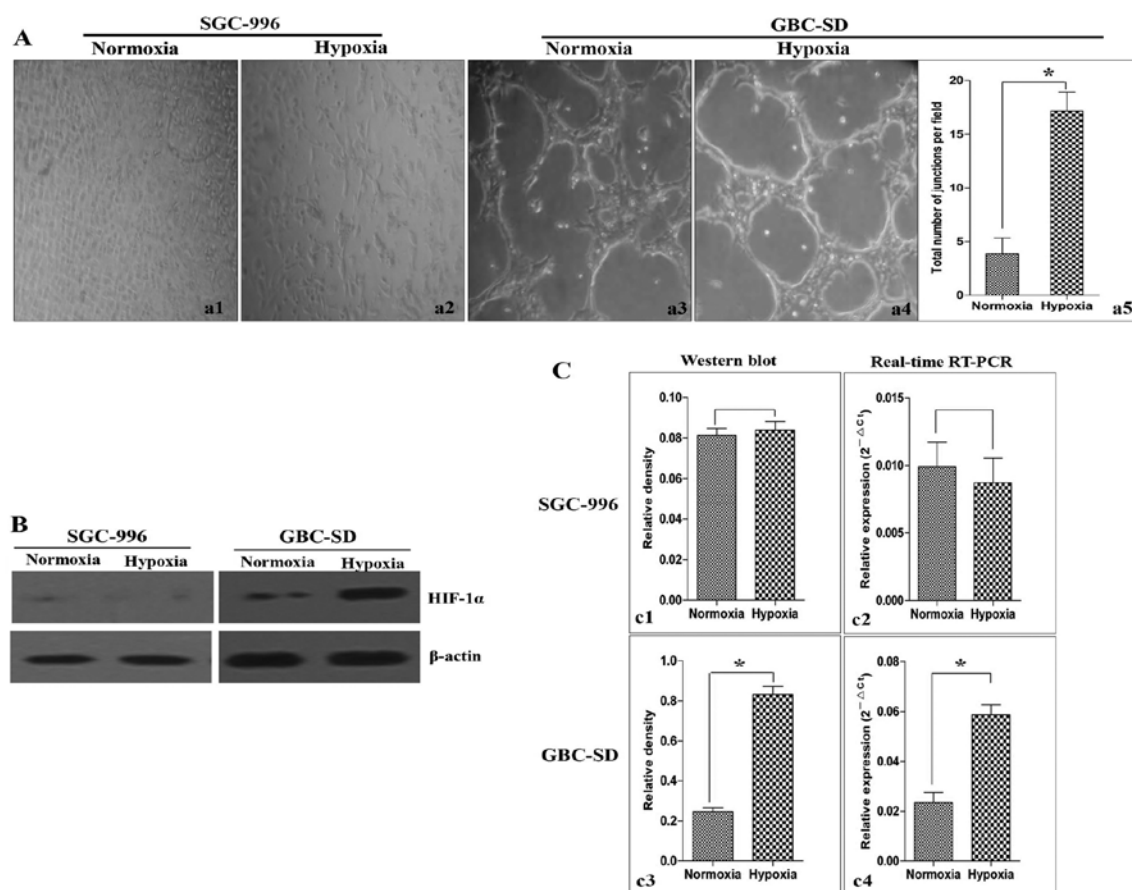 A
SGC-996
GBC-SD
Normoxia
Hypoxia
Normoxia
Hypoxia
a1
a2
a3
a4
Total number of junctions per field
20
15
10
5
0
*
Normoxia
Hypoxia
a5
B
SGC-996
GBC-SD
Normoxia
Hypoxia
Normoxia
Hypoxia
HIF-1α
β-actin
C
Western blot
Real-time RT-PCR
SGC-996
Relative density
0.10
0.08
0.06
0.04
0.02
0.00
Normoxia
Hypoxia
c1
Relative expression (2^−△Ct)
0.015
0.010
0.005
0.000
Normoxia
Hypoxia
c2
GBC-SD
Relative density
1.0
0.8
0.6
0.4
0.2
0.0
*
Normoxia
Hypoxia
c3
Relative expression (2^−△Ct)
0.08
0.06
0.04
0.02
0.00
*
Normoxia
Hypoxia
c4